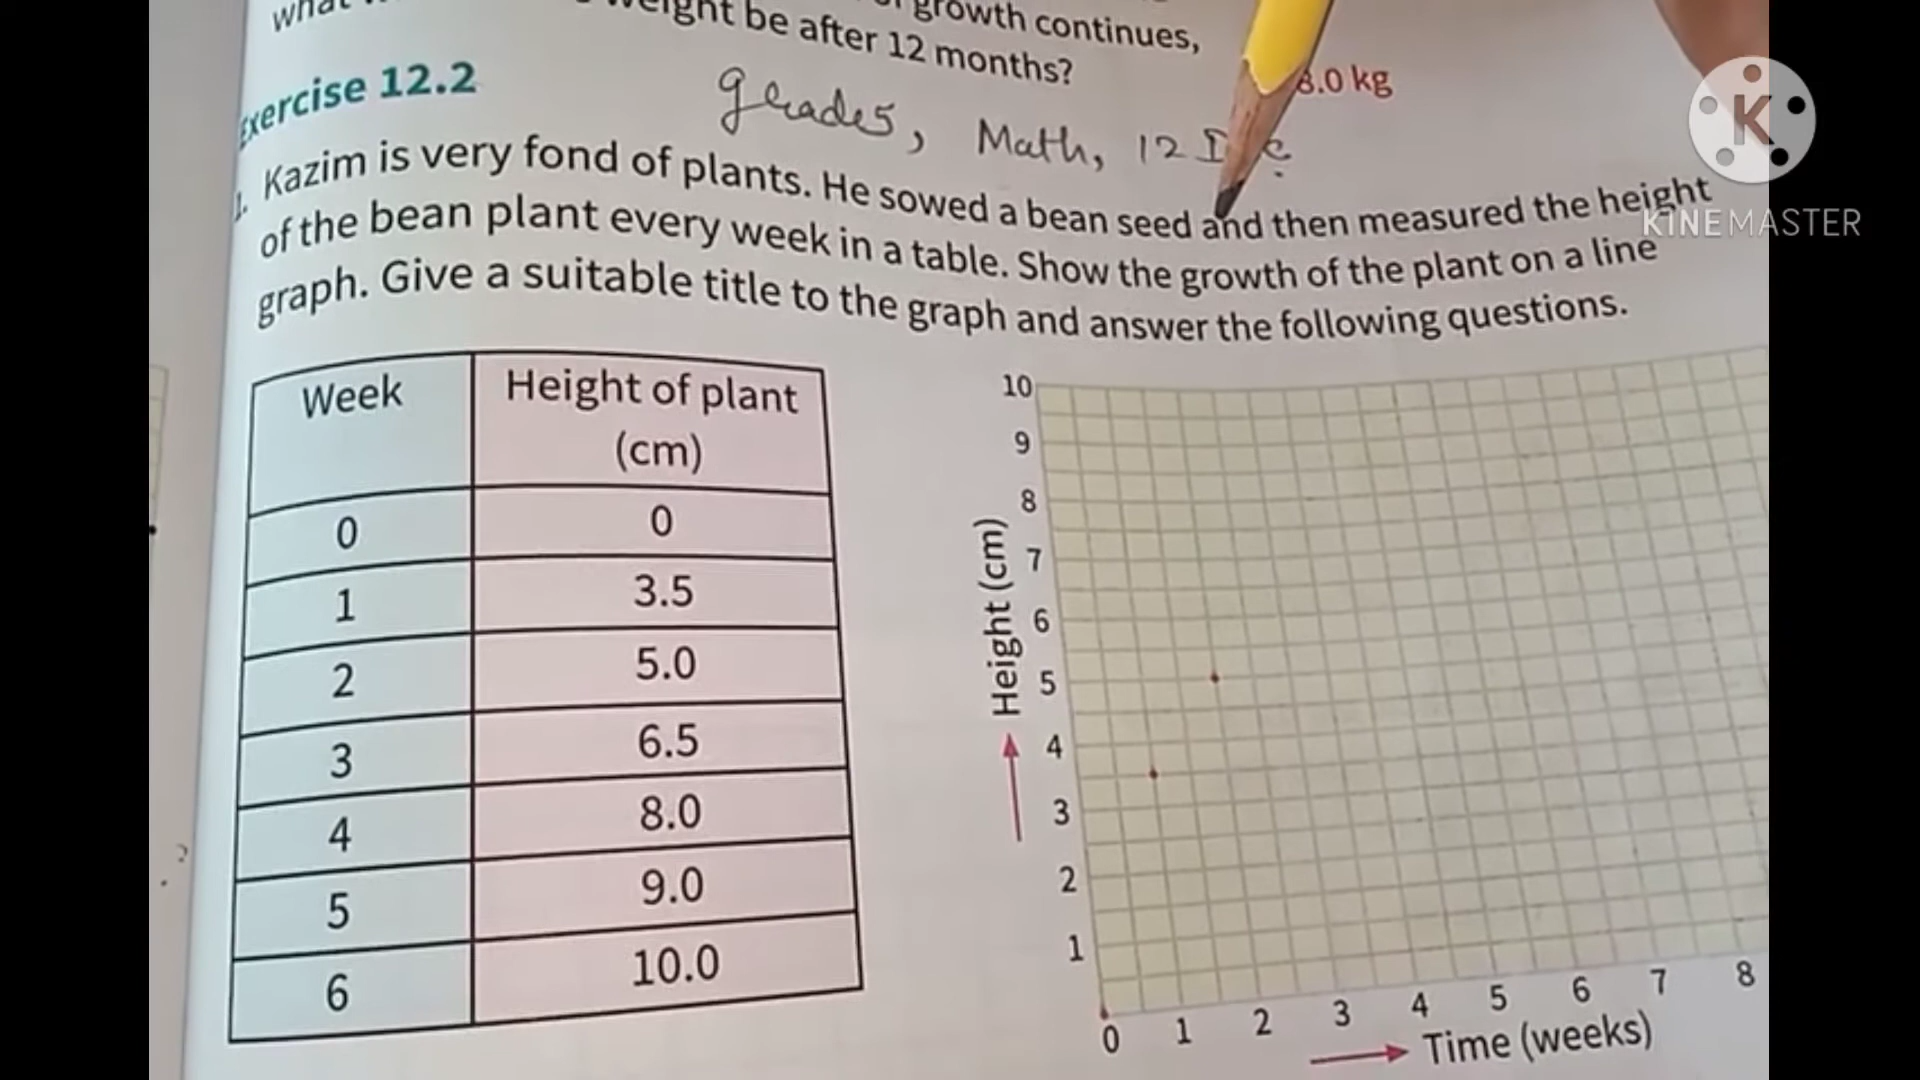 growth continues,
what weight be after 12 months?
8.0 kg
Exercise 12.2
grade5, Math, 12 Dec
K
KINEMASTER
1. Kazim is very fond of plants. He sowed a bean seed and then measured the height
of the bean plant every week in a table. Show the growth of the plant on a line
graph. Give a suitable title to the graph and answer the following questions.
Week Height of plant
(cm)
0 0
1 3.5
2 5.0
3 6.5
4 8.0
5 9.0
6 10.0
10
9
8
7
6
5
4
3
2
1
Height (cm)
0 1 2 3 4 5 6 7 8
Time (weeks)